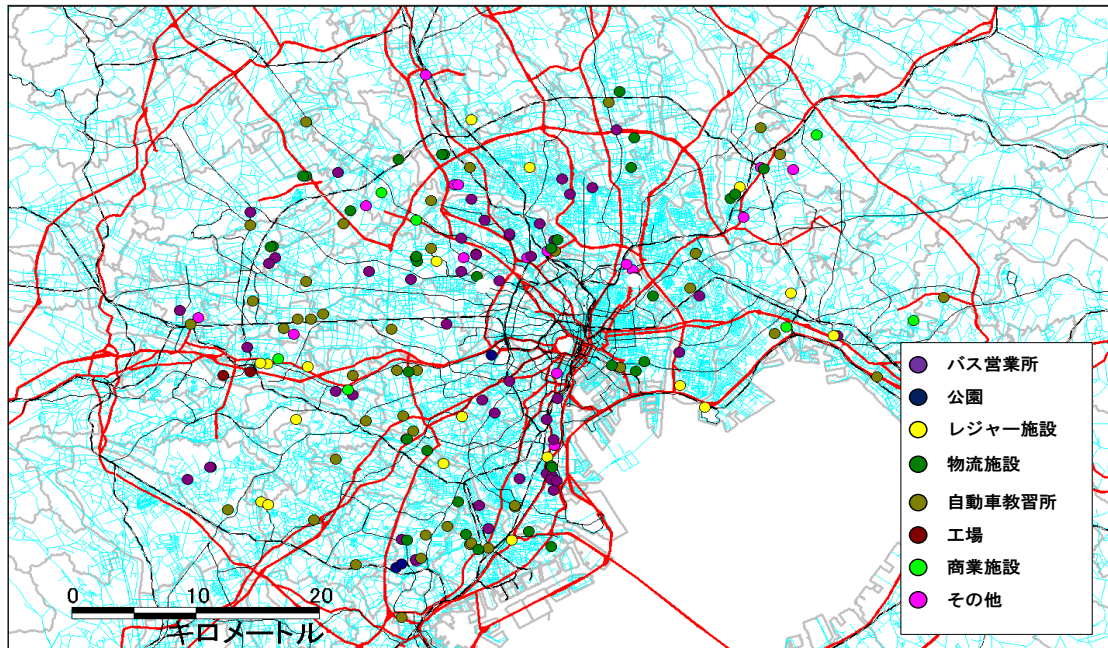 バス営業所
公園
レジャー施設
物流施設
自動車教習所
工場
商業施設
その他
0 10 20
キロメートル